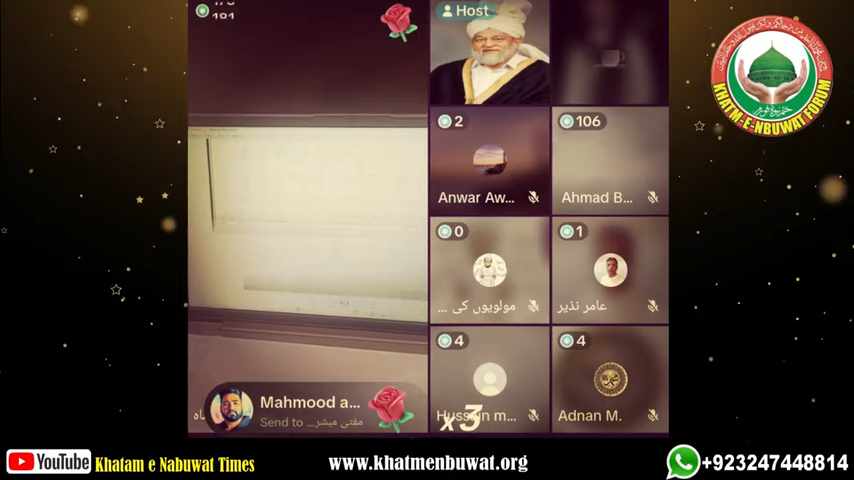 181
Host
2
106
Anwar Aw...
Ahmad B...
0
1
مولویوں کی ...
عامر نذیر
4
4
Mahmood a...
Send to ...مفتی مبشر
x3
Adnan M.
KHATM-E-NBUWAT FORUM
YouTube
Khatam e Nabuwat Times
www.khatmenbuwat.org
+923247448814